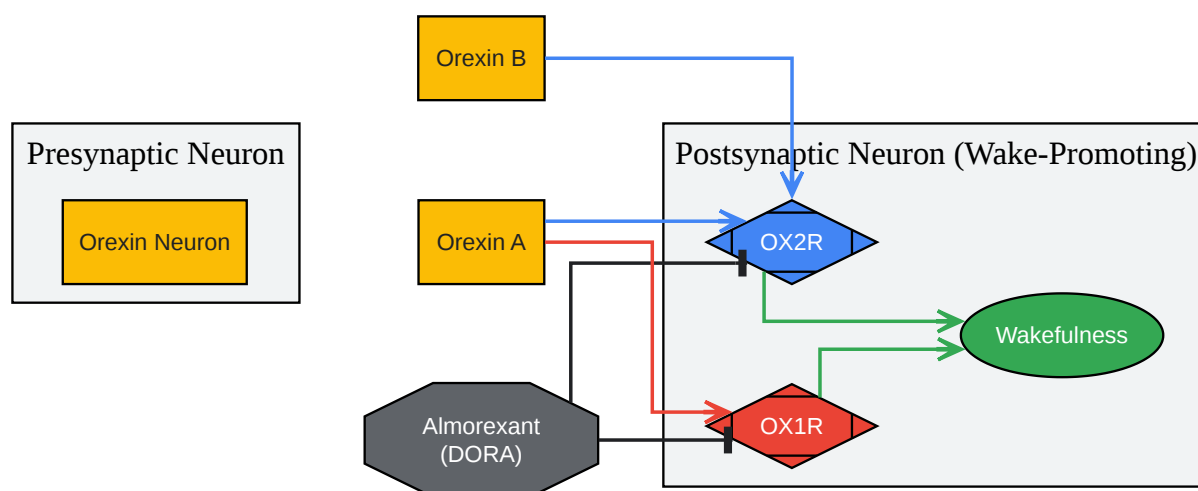 Orexin B
Presynaptic Neuron
Postsynaptic Neuron (Wake-Promoting)
Orexin Neuron
Orexin A
OX2R
Wakefulness
Almorexant
(DORA)
OX1R